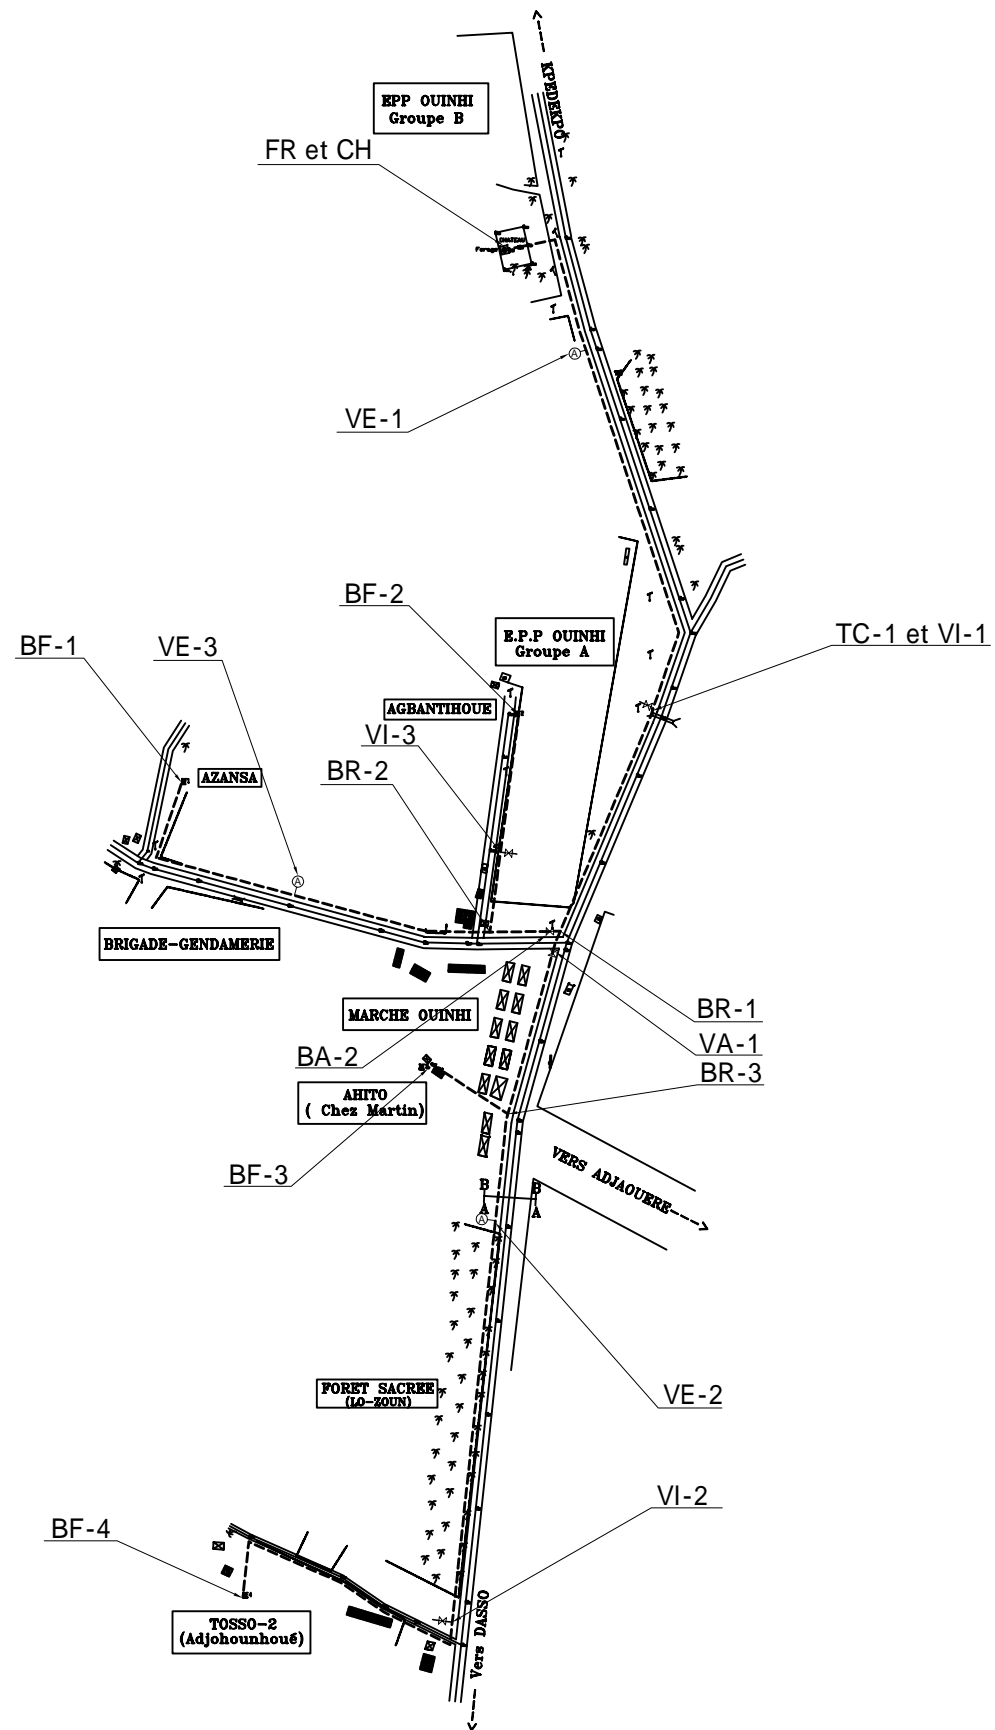 KPEDEKPO
EPP OUINHI
Groupe B
FR et CH
CHATEAU
VE-1
BF-2
E.P.P OUINHI
Groupe A
TC-1 et VI-1
BF-1
VE-3
AGBANTIHOUE
VI-3
BR-2
AZANSA
BRIGADE-GENDAMERIE
MARCHE OUINHI
BR-1
VA-1
BA-2
BR-3
AHITO
( Chez Martin)
BF-3
VERS ADJAOUERE
B
B
A
A
A
A
A
FORET SACREE
(LO-ZOUN)
VE-2
VI-2
BF-4
TOSSO-2
(Adjohounhoué)
Vers DASSO